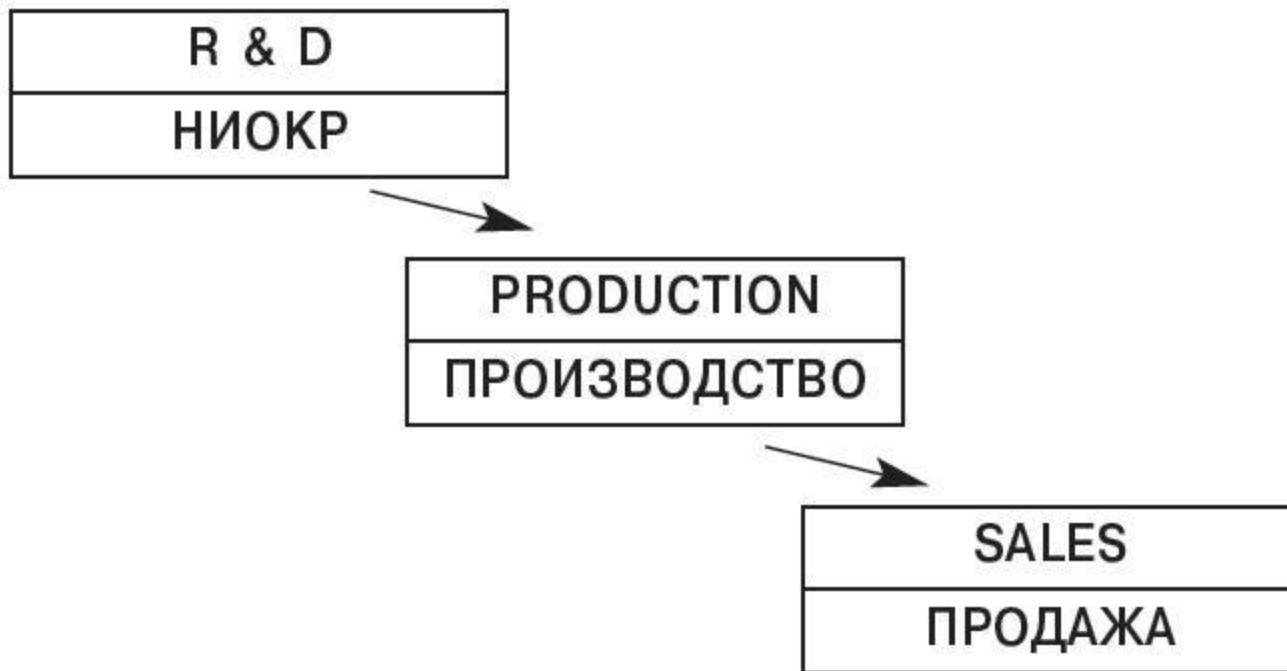 R & D
НИОКР
PRODUCTION
ПРОИЗВОДСТВО
SALES
ПРОДАЖА